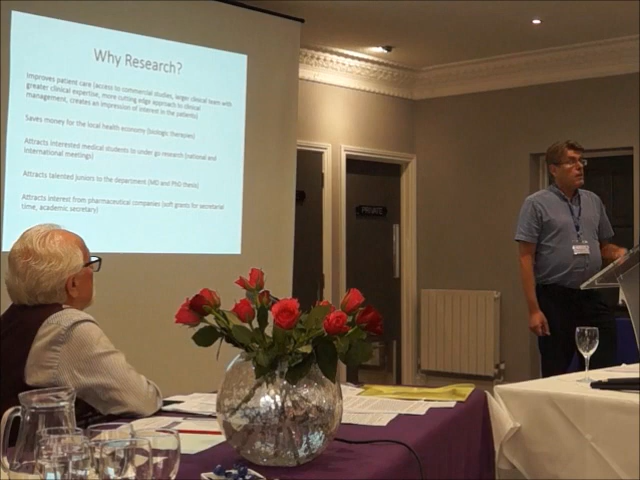 Why Research?
Improves patient care (access to commercial studies, larger clinical team with
greater clinical expertise, more cutting edge approach to clinical
management, creates an impression of interest in the patients)
Saves money for the local health economy (biologic therapies)
Attracts interested medical students to under go research (national and
international meetings)
Attracts talented juniors to the department (MD and PhD thesis)
Attracts interest from pharmaceutical companies (soft grants for secretarial
time, academic secretary)
PRIVATE